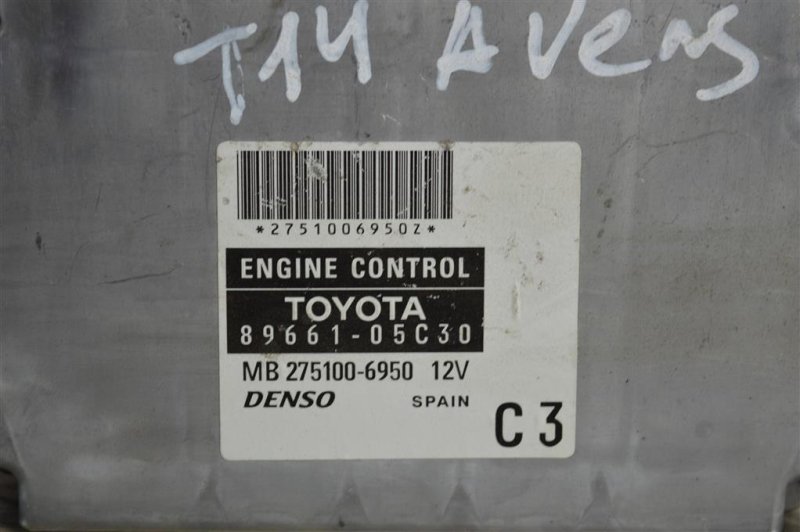 T14 Avens
*2751006950Z*
ENGINE CONTROL
TOYOTA
89661-05C30
MB 275100-6950 12V
DENSO SPAIN
C3